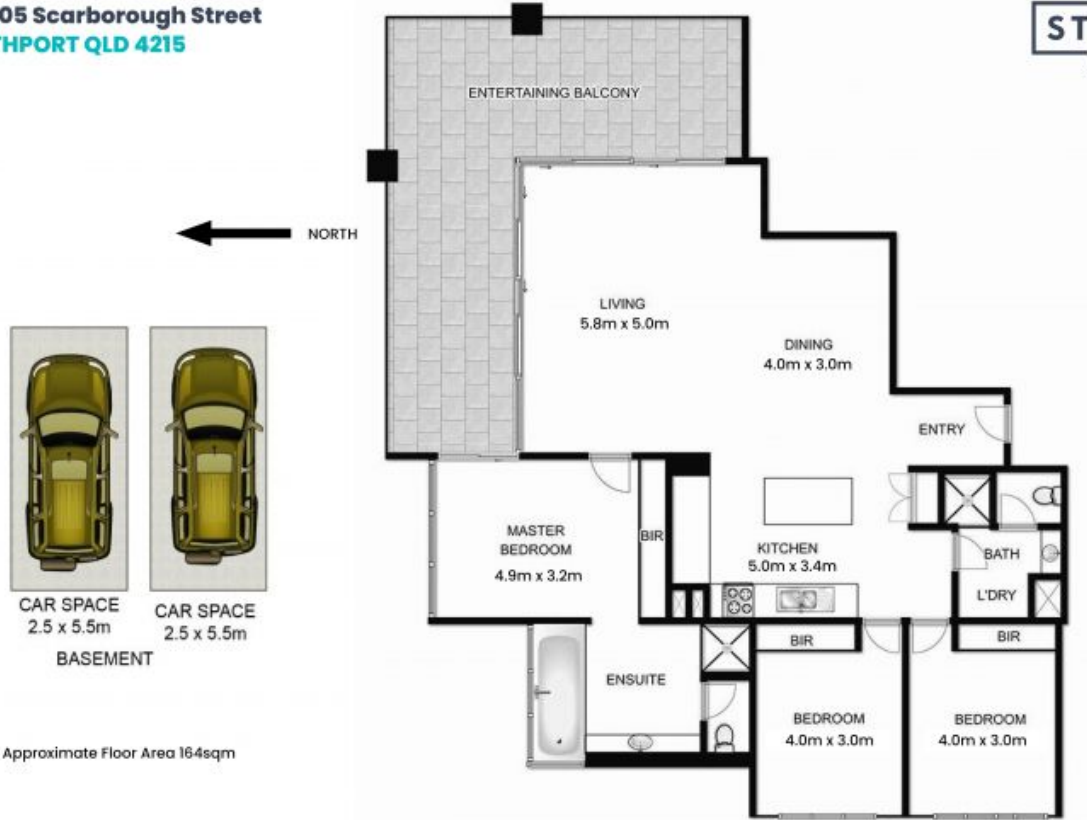 05 Scarborough Street
THPORT QLD 4215
ST
ENTERTAINING BALCONY
NORTH
LIVING
5.8m x 5.0m
DINING
4.0m x 3.0m
ENTRY
MASTER
BEDROOM
4.9m x 3.2m
BIR
KITCHEN
5.0m x 3.4m
BATH
L'DRY
CAR SPACE
2.5 x 5.5m
CAR SPACE
2.5 x 5.5m
BASEMENT
BIR
BIR
ENSUITE
BEDROOM
4.0m x 3.0m
BEDROOM
4.0m x 3.0m
Approximate Floor Area 164sqm